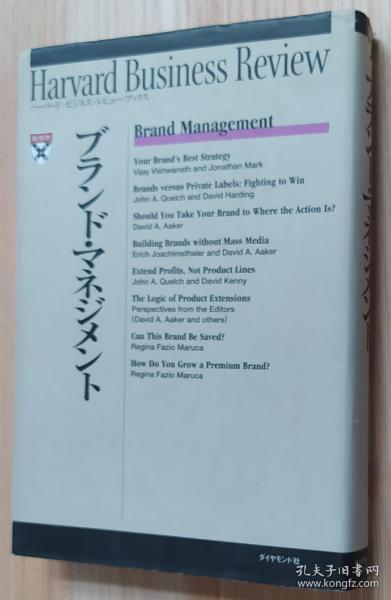 Harvard Business Review
ハーバード・ビジネス・レビュー・ブックス
ブランド・マネジメント
Brand Management
Your Brand's Best Strategy
Vijay Vishwanath and Jonathan Mark
Brands versus Private Labels: Fighting to Win
John A. Quelch and David Harding
Should You Take Your Brand to Where the Action Is?
David A. Aaker
Building Brands without Mass Media
Erich Joachimsthaler and David A. Aaker
Extend Profits, Not Product Lines
John A. Quelch and David Kenny
The Logic of Product Extensions
Perspectives from the Editors
(David A. Aaker and others)
Can This Brand Be Saved?
Regina Fazio Maruca
How Do You Grow a Premium Brand?
Regina Fazio Maruca
ダイヤモンド社
孔夫子旧书网